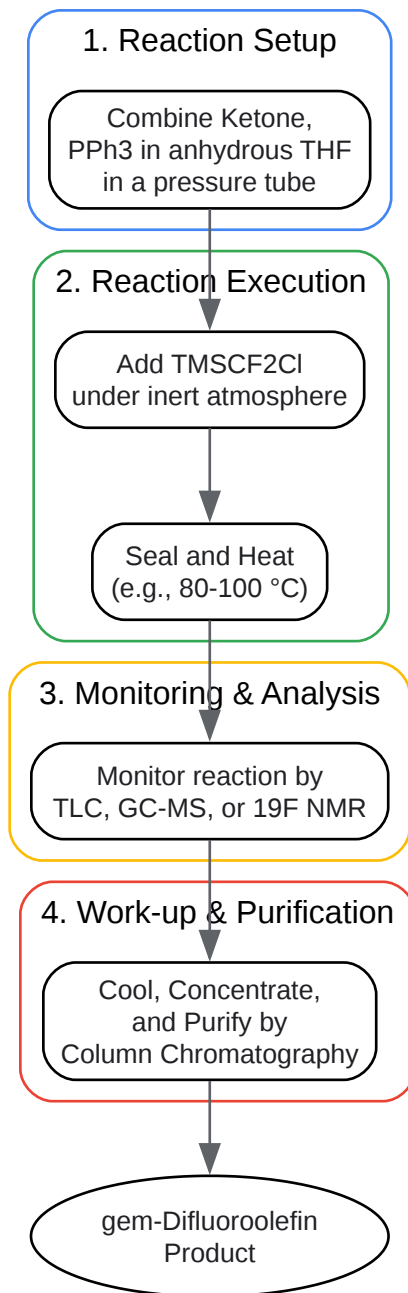 1. Reaction Setup
Combine Ketone,
PPh3 in anhydrous THF
in a pressure tube
2. Reaction Execution
Add TMSCF2Cl
under inert atmosphere
Seal and Heat
(e.g., 80-100 °C)
3. Monitoring & Analysis
Monitor reaction by
TLC, GC-MS, or 19F NMR
4. Work-up & Purification
Cool, Concentrate,
and Purify by
Column Chromatography
gem-Difluoroolefin
Product